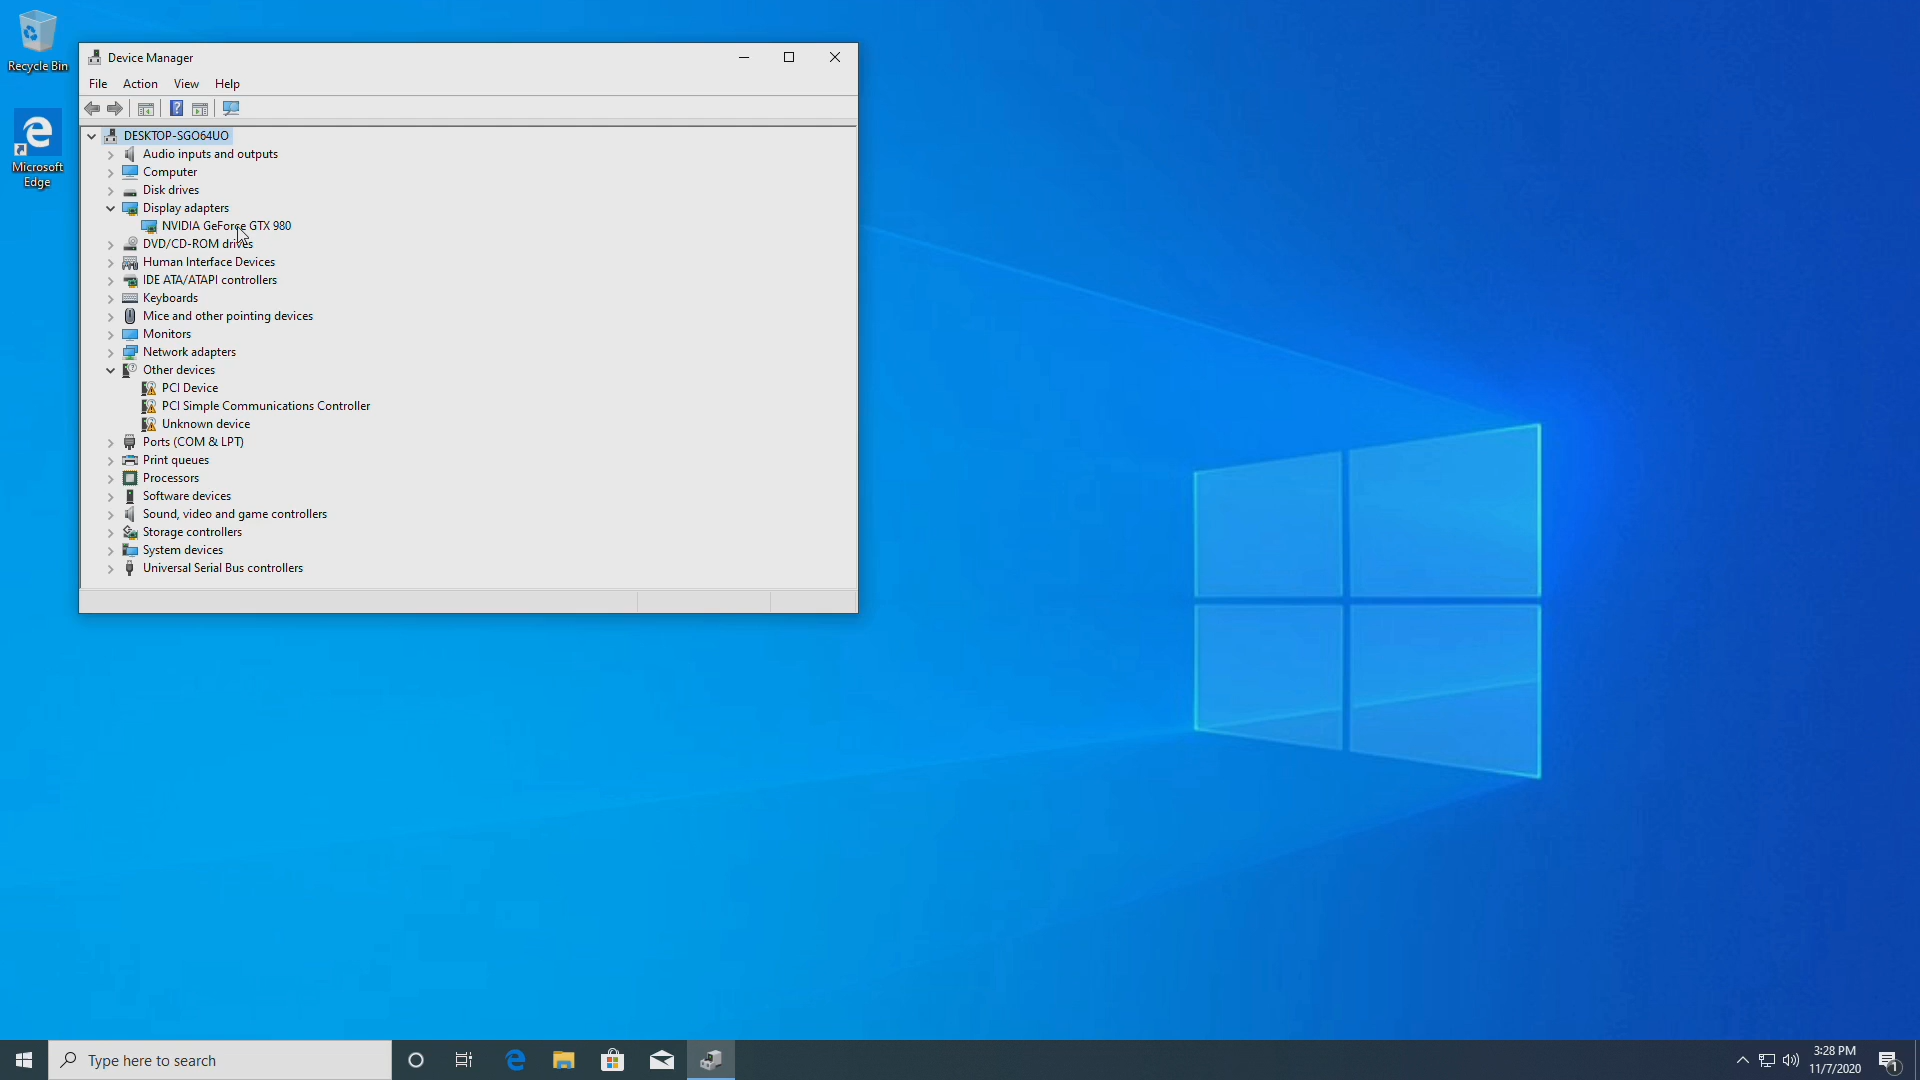 Recycle Bin
Microsoft
Edge
Device Manager
File Action View Help
DESKTOP-SGO64UO
Audio inputs and outputs
Computer
Disk drives
Display adapters
NVIDIA GeForce GTX 980
DVD/CD-ROM drives
Human Interface Devices
IDE ATA/ATAPI controllers
Keyboards
Mice and other pointing devices
Monitors
Network adapters
Other devices
PCI Device
PCI Simple Communications Controller
Unknown device
Ports (COM & LPT)
Print queues
Processors
Software devices
Sound, video and game controllers
Storage controllers
System devices
Universal Serial Bus controllers
Type here to search
3:28 PM
11/7/2020
1